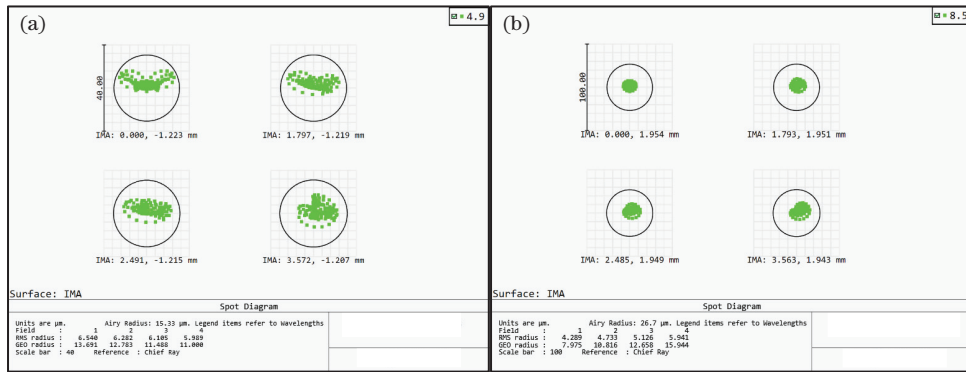 (a)
4.9
40.00
IMA: 0.000, -1.223 mm
IMA: 1.797, -1.219 mm
IMA: 2.491, -1.215 mm
IMA: 3.572, -1.207 mm
Surface: IMA
Spot Diagram
Units are µm. Airy Radius: 15.33 µm. Legend items refer to Wavelengths
Field : 1 2 3 4
RMS radius : 6.540 6.282 6.105 5.989
GEO radius : 13.691 12.783 11.488 11.000
Scale bar : 40 Reference : Chief Ray
(b)
8.5
100.00
IMA: 0.000, 1.954 mm
IMA: 1.793, 1.951 mm
IMA: 2.485, 1.949 mm
IMA: 3.563, 1.943 mm
Surface: IMA
Spot Diagram
Units are µm. Airy Radius: 26.7 µm. Legend items refer to Wavelengths
Field : 1 2 3 4
RMS radius : 4.289 4.733 5.126 5.941
GEO radius : 7.975 10.816 12.658 15.944
Scale bar : 100 Reference : Chief Ray